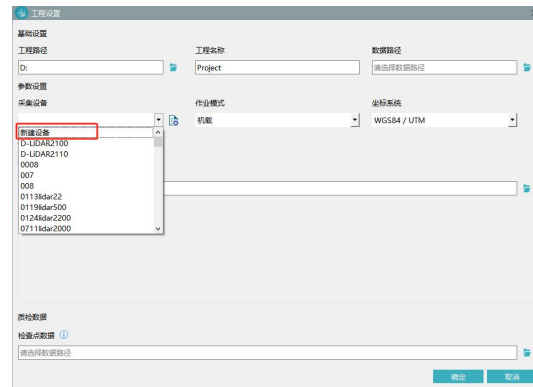 工程设置
基础设置
工程路径 工程名称 数据路径
D: Project 请选择数据路径
参数设置
采集设备 作业模式 坐标系统
机载 WGS84 / UTM
新建设备
D-LiDAR2100
D-LiDAR2110
0008
007
008
0113lidar22
0119lidar500
0124lidar2200
0711lidar2000
质检数据
检查点数据
请选择数据路径
确定 取消